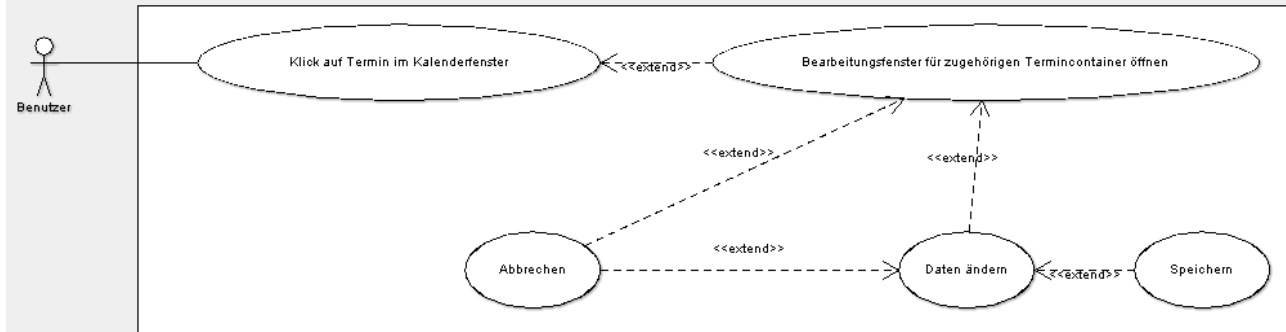 Klick auf Termin im Kalenderfenster
<<extend>>
Bearbeitungsfenster für zugehörigen Termincontainer öffnen
Benutzer
<<extend>>
<<extend>>
<<extend>>
Abbrechen
Daten ändern
<<extend>>
Speichern